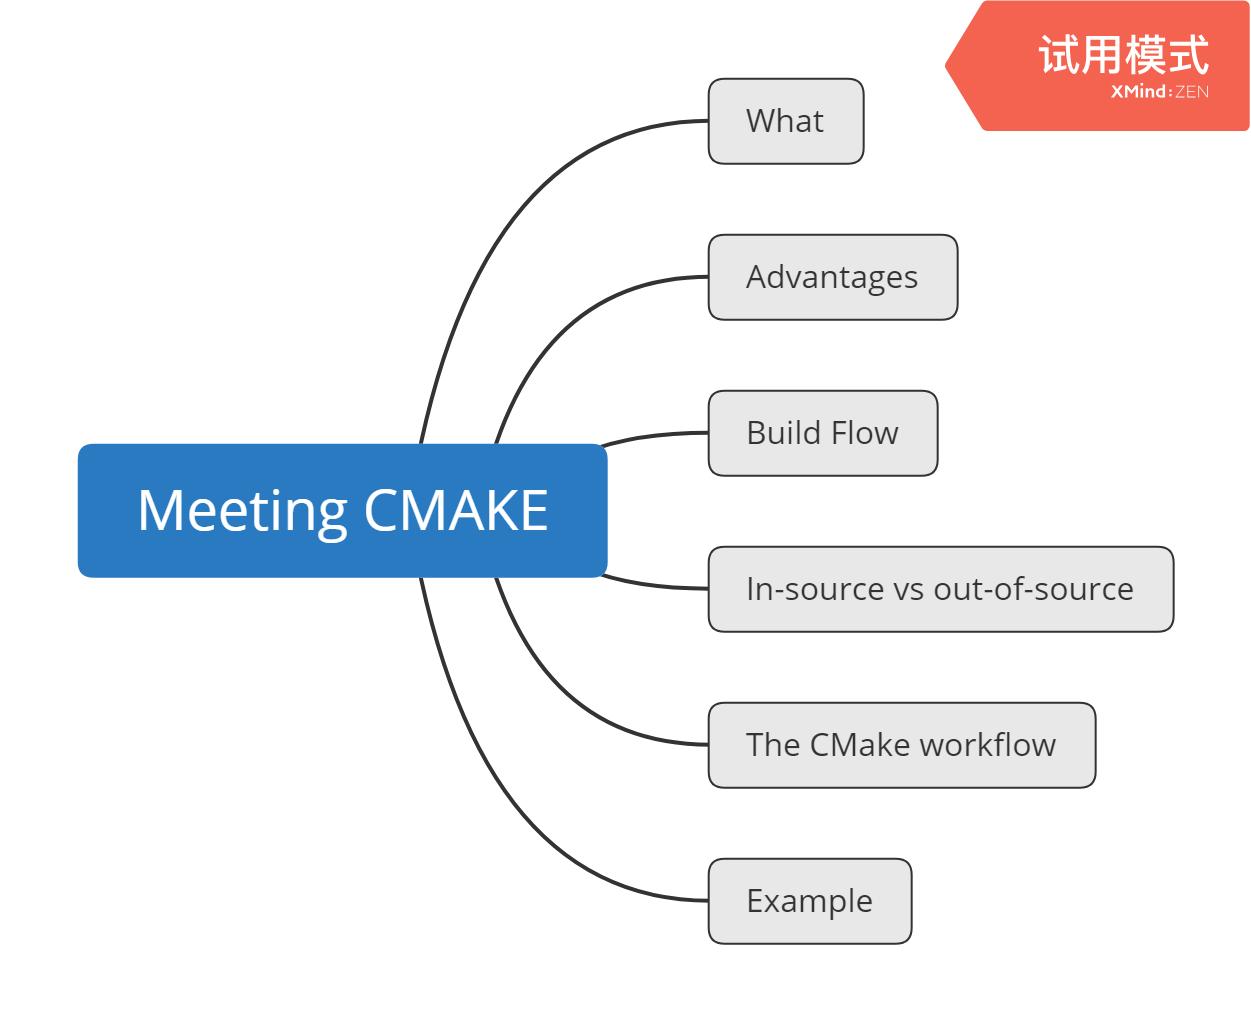 试用模式
XMind:ZEN
What
Advantages
Build Flow
Meeting CMAKE
In-source vs out-of-source
The CMake workflow
Example